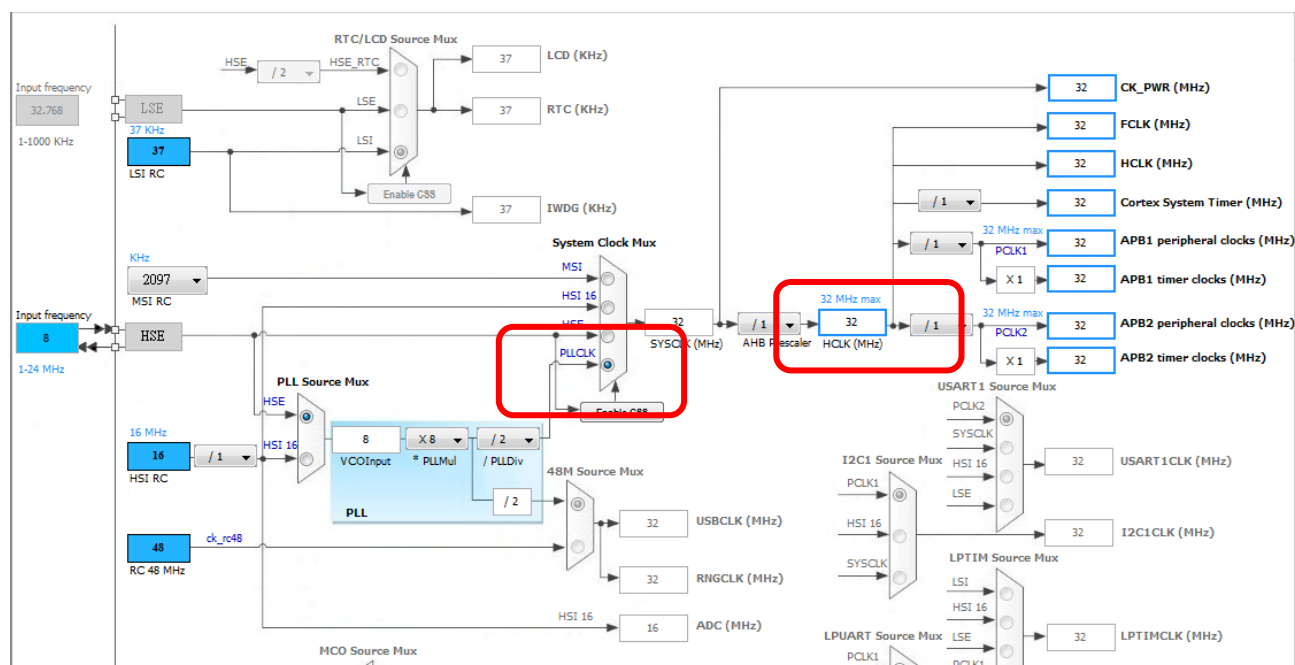 RTC/LCD Source Mux
HSE
/ 2
HSE_RTC
37
LCD (KHz)
Input frequency
32.768
1-1000 KHz
LSE
LSE
37
RTC (KHz)
37 KHz
37
LSI RC
LSI
Enable CSS
37
IWDG (KHz)
32
CK_PWR (MHz)
32
FCLK (MHz)
32
HCLK (MHz)
/ 1
32
Cortex System Timer (MHz)
/ 1
32 MHz max
PCLK1
32
APB1 peripheral clocks (MHz)
X 1
32
APB1 timer clocks (MHz)
System Clock Mux
KHz
2097
MSI RC
MSI
HSI 16
HSE
PLLCLK
Enable CSS
Input frequency
8
1-24 MHz
HSE
32
SYSCLK (MHz)
/ 1
AHB Prescaler
32 MHz max
32
HCLK (MHz)
/ 1
32 MHz max
PCLK2
32
APB2 peripheral clocks (MHz)
X 1
32
APB2 timer clocks (MHz)
PLL Source Mux
HSE
HSI 16
16 MHz
16
HSI RC
/ 1
8
VCOInput
X 8
* PLLMul
/ 2
/ PLLDiv
/ 2
PLL
48M Source Mux
32
USBCLK (MHz)
32
RNGCLK (MHz)
48
RC 48 MHz
ck_rc48
HSI 16
16
ADC (MHz)
USART1 Source Mux
PCLK2
SYSCLK
HSI 16
LSE
32
USART1CLK (MHz)
I2C1 Source Mux
PCLK1
HSI 16
SYSCLK
32
I2C1CLK (MHz)
LPTIM Source Mux
LSI
HSI 16
LSE
PCLK1
32
LPTIMCLK (MHz)
LPUART Source Mux
PCLK1
MCO Source Mux